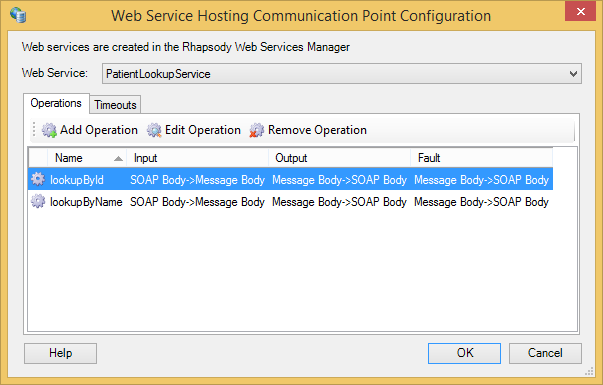 Web Service Hosting Communication Point Configuration
Web services are created in the Rhapsody Web Services Manager
Web Service: PatientLookupService
Operations Timeouts
Add Operation Edit Operation Remove Operation
Name Input Output Fault
lookupById SOAP Body->Message Body Message Body->SOAP Body Message Body->SOAP Body
lookupByName SOAP Body->Message Body Message Body->SOAP Body Message Body->SOAP Body
Help OK Cancel